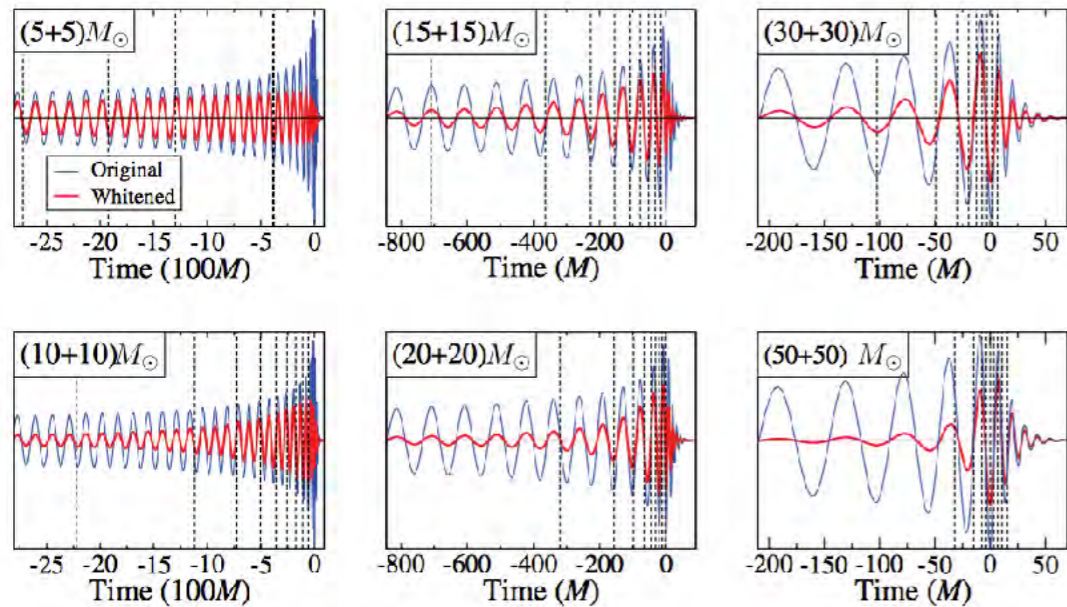 (5+5)M⊙
(15+15)M⊙
(30+30)M⊙
Original
Whitened
-25 -20 -15 -10 -5 0
-800 -600 -400 -200 0
-200 -150 -100 -50 0 50
Time (100M)
Time (M)
Time (M)
(10+10)M⊙
(20+20)M⊙
(50+50) M⊙
-25 -20 -15 -10 -5 0
-800 -600 -400 -200 0
-200 -150 -100 -50 0 50
Time (100M)
Time (M)
Time (M)